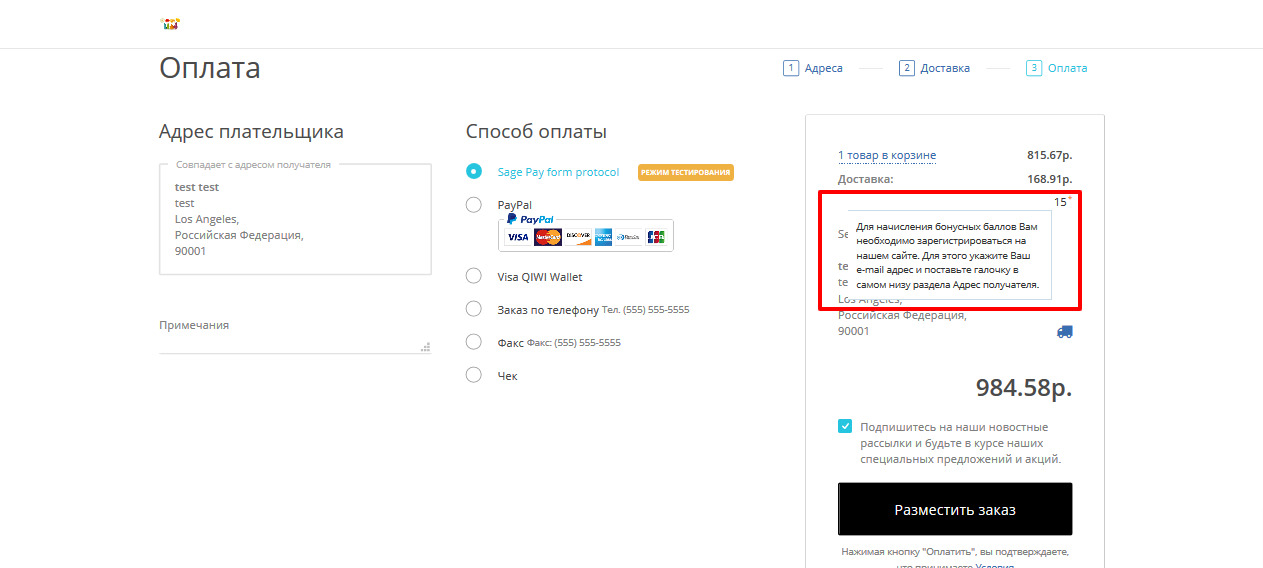 Оплата
1 Адреса
2 Доставка
3 Оплата
Адрес плательщика
Совпадает с адресом получателя
test test
test
Los Angeles,
Российская Федерация,
90001
Примечания
Способ оплаты
Sage Pay form protocol РЕЖИМ ТЕСТИРОВАНИЯ
PayPal
PayPal
VISA MasterCard DISCOVER
JCB
Visa QIWI Wallet
Заказ по телефону Тел. (555) 555-5555
Факс Факс: (555) 555-5555
Чек
1 товар в корзине 815.67р.
Доставка: 168.91р.
15*
Для начисления бонусных баллов Вам
необходимо зарегистрироваться на
нашем сайте. Для этого укажите Ваш
e-mail адрес и поставьте галочку в
самом низу раздела Адрес получателя.
Los Angeles,
Российская Федерация,
90001
984.58р.
Подпишитесь на наши новостные
рассылки и будьте в курсе наших
специальных предложений и акций.
Разместить заказ
Нажимая кнопку "Оплатить", вы подтверждаете,
что принимаете Условия